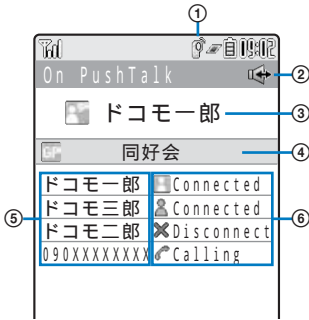 ①
19:02
On PushTalk ②
ドコモ一郎 ③
GP 同好会 ④
ドコモ一郎 Connected
ドコモ三郎 Connected
⑤ ドコモ二郎 Disconnect ⑥
090XXXXXXXX Calling